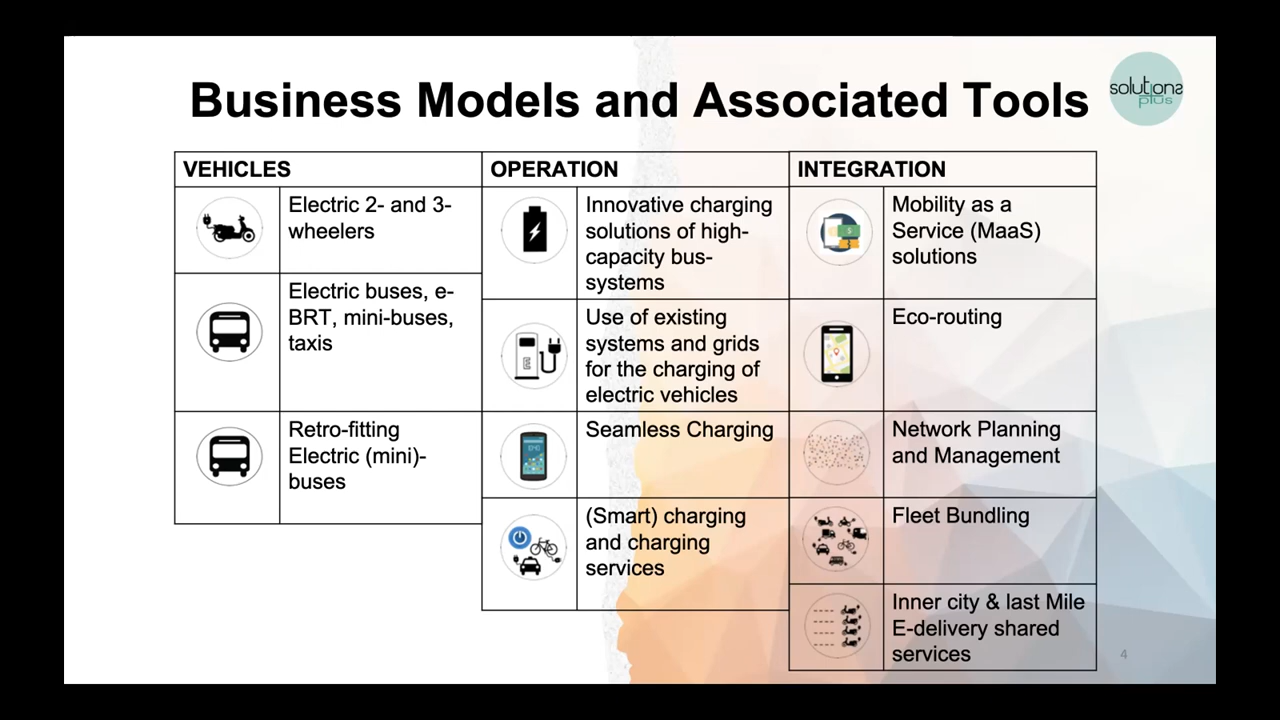 Business Models and Associated Tools
solutions
plus
VEHICLES
Electric 2- and 3-
wheelers
Electric buses, e-
BRT, mini-buses,
taxis
Retro-fitting
Electric (mini)-
buses
OPERATION
Innovative charging
solutions of high-
capacity bus-
systems
Use of existing
systems and grids
for the charging of
electric vehicles
Seamless Charging
(Smart) charging
and charging
services
INTEGRATION
Mobility as a
Service (MaaS)
solutions
Eco-routing
Network Planning
and Management
Fleet Bundling
Inner city & last Mile
E-delivery shared
services
4